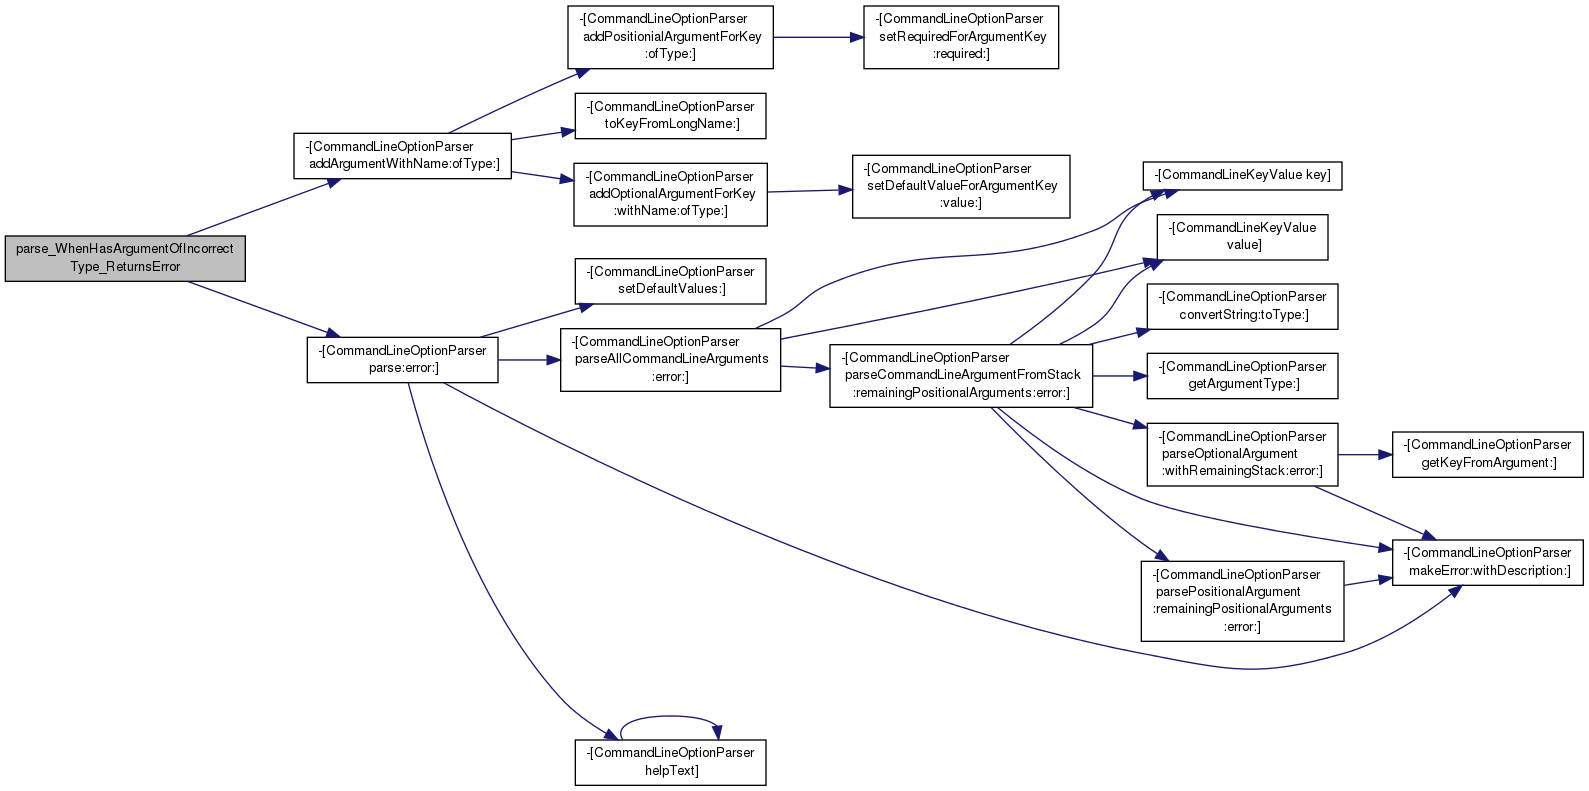 -[CommandLineOptionParser
addPositionialArgumentForKey
:ofType:]
-[CommandLineOptionParser
setRequiredForArgumentKey
:required:]
-[CommandLineOptionParser
toKeyFromLongName:]
-[CommandLineOptionParser
addArgumentWithName:ofType:]
-[CommandLineOptionParser
addOptionalArgumentForKey
:withName:ofType:]
-[CommandLineOptionParser
setDefaultValueForArgumentKey
:value:]
-[CommandLineKeyValue key]
-[CommandLineKeyValue
value]
parse_WhenHasArgumentOfIncorrect
Type_ReturnsError
-[CommandLineOptionParser
setDefaultValues:]
-[CommandLineOptionParser
convertString:toType:]
-[CommandLineOptionParser
parse:error:]
-[CommandLineOptionParser
parseAllCommandLineArguments
:error:]
-[CommandLineOptionParser
parseCommandLineArgumentFromStack
:remainingPositionalArguments:error:]
-[CommandLineOptionParser
getArgumentType:]
-[CommandLineOptionParser
parseOptionalArgument
:withRemainingStack:error:]
-[CommandLineOptionParser
getKeyFromArgument:]
-[CommandLineOptionParser
makeError:withDescription:]
-[CommandLineOptionParser
parsePositionalArgument
:remainingPositionalArguments
:error:]
-[CommandLineOptionParser
helpText]